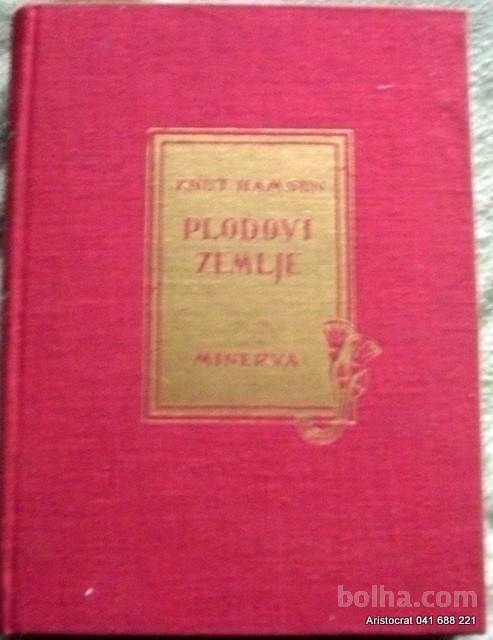 KNUT HAMSUN
PLODOVI
ZEMLJE
MINERVA
bolha.com
Aristocrat 041 688 221